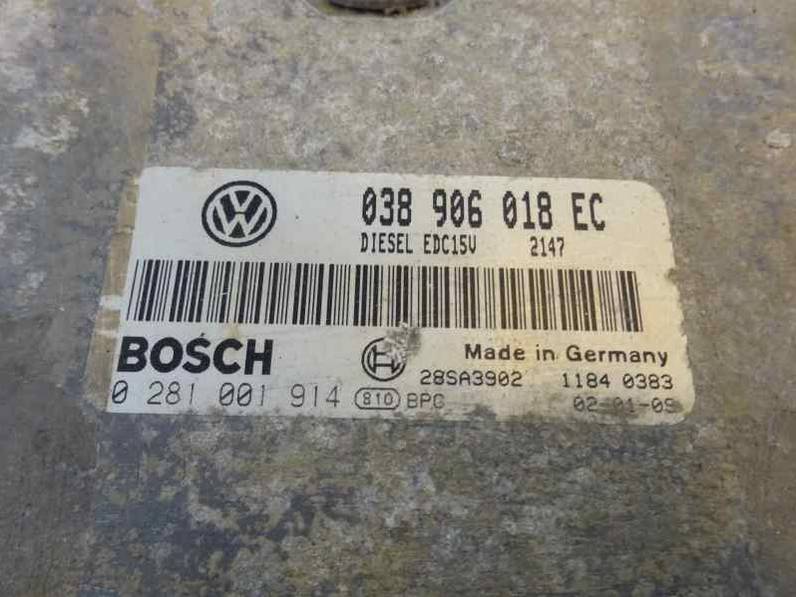 038 906 018 EC
DIESEL EDC15V 2147
BOSCH Made in Germany
28SA3902 1184 0383
0 281 001 914 810 BPC 02-01-09